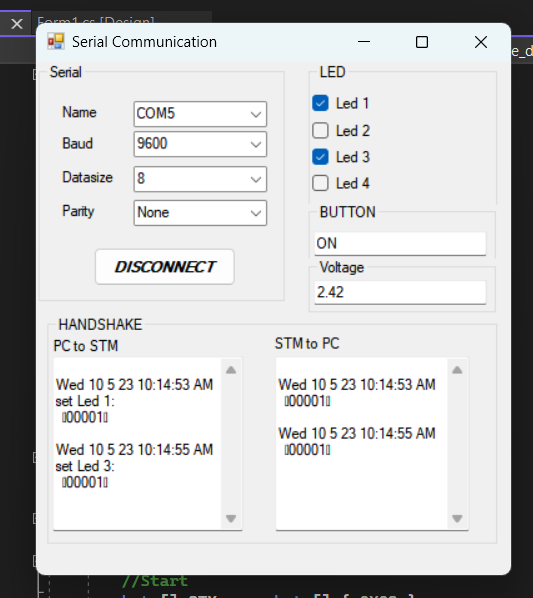 Form1.cs [Design]
Serial Communication
Serial
Name COM5
Baud 9600
Datasize 8
Parity None
DISCONNECT
LED
Led 1
Led 2
Led 3
Led 4
BUTTON
ON
Voltage
2.42
HANDSHAKE
PC to STM
Wed 10 5 23 10:14:53 AM
set Led 1:
▯00001▯
Wed 10 5 23 10:14:55 AM
set Led 3:
▯00001▯
STM to PC
Wed 10 5 23 10:14:53 AM
▯00001▯
Wed 10 5 23 10:14:55 AM
▯00001▯
e_d
//Start